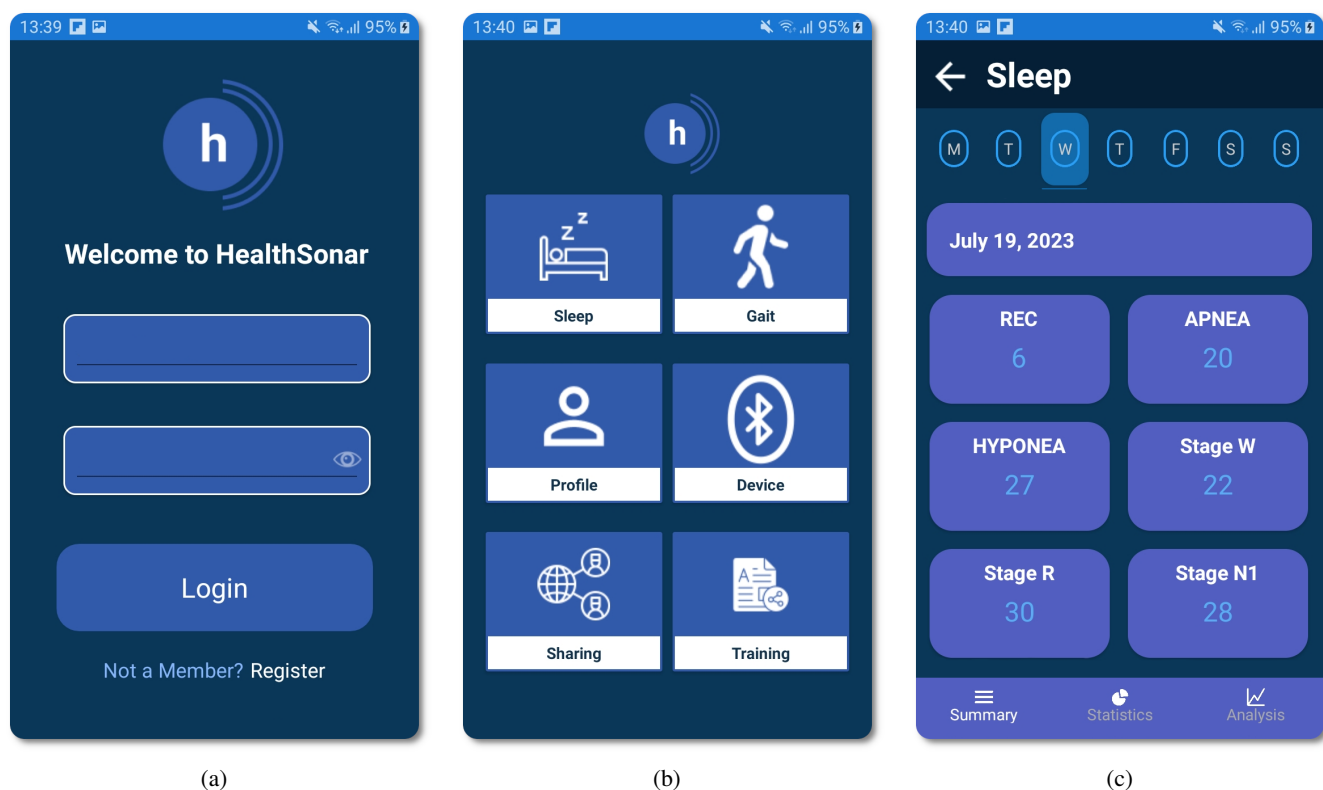 13:39 95%
h
Welcome to HealthSonar
Login
Not a Member? Register
(a)
13:40 95%
h
z z
Sleep Gait
Profile Device
A
Sharing Training
(b)
13:40 95%
Sleep
M T W T F S S
July 19, 2023
REC APNEA
6 20
HYPONEA Stage W
27 22
Stage R Stage N1
30 28
Summary Statistics Analysis
(c)